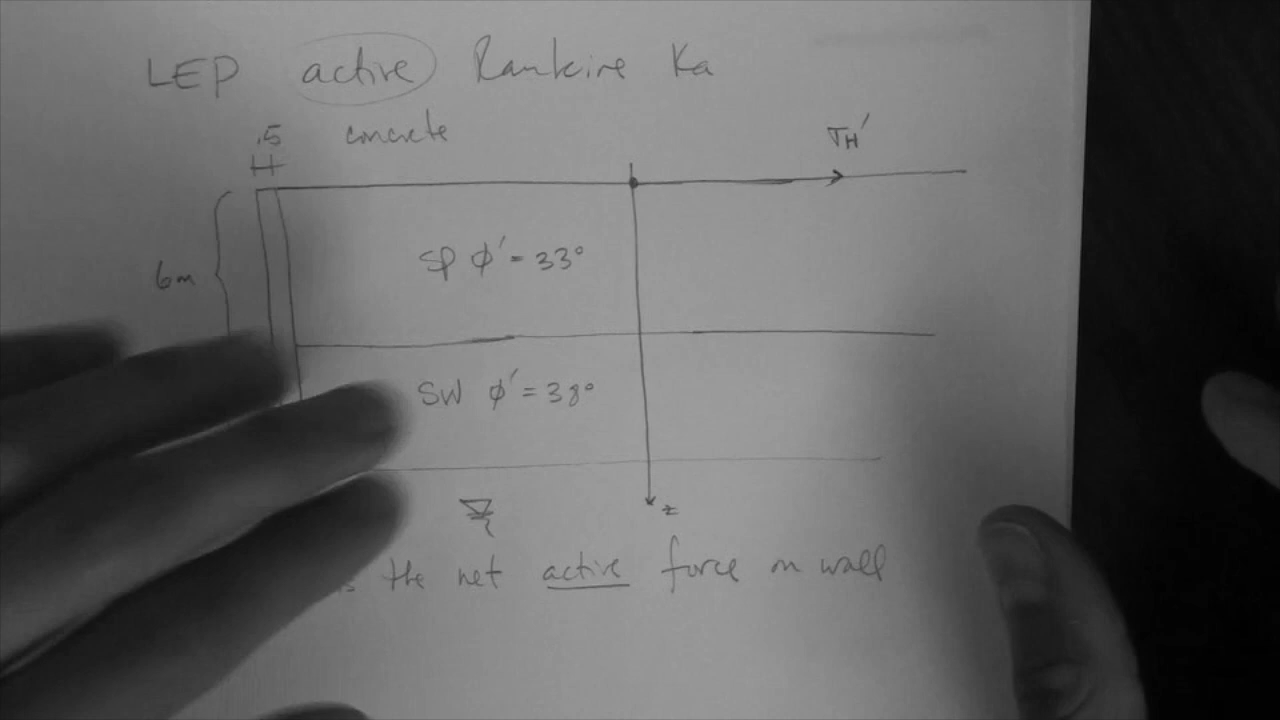 LEP active Rankine Ka
.5 concrete σH'
6m SP ϕ' = 33°
SW ϕ' = 38°
z
the net active force on wall